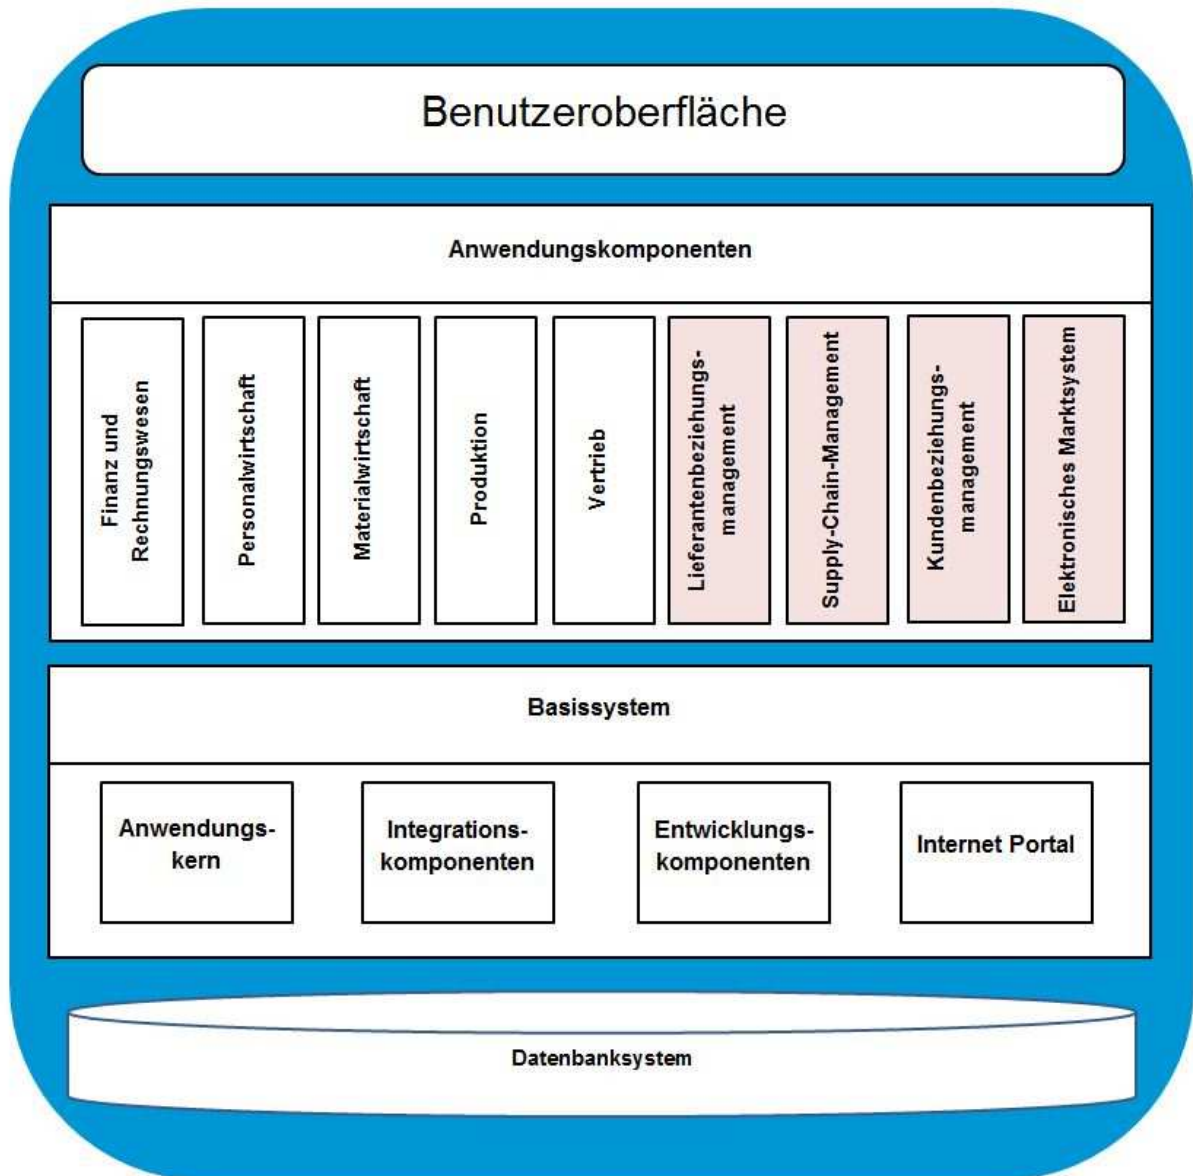 Benutzeroberfläche
Anwendungskomponenten
Finanz und
Rechnungswesen
Personalwirtschaft
Materialwirtschaft
Produktion
Vertrieb
Lieferantenbeziehungs-
management
Supply-Chain-Management
Kundenbeziehungs-
management
Elektronisches Marktsystem
Basissystem
Anwendungs-
kern
Integrations-
komponenten
Entwicklungs-
komponenten
Internet Portal
Datenbanksystem